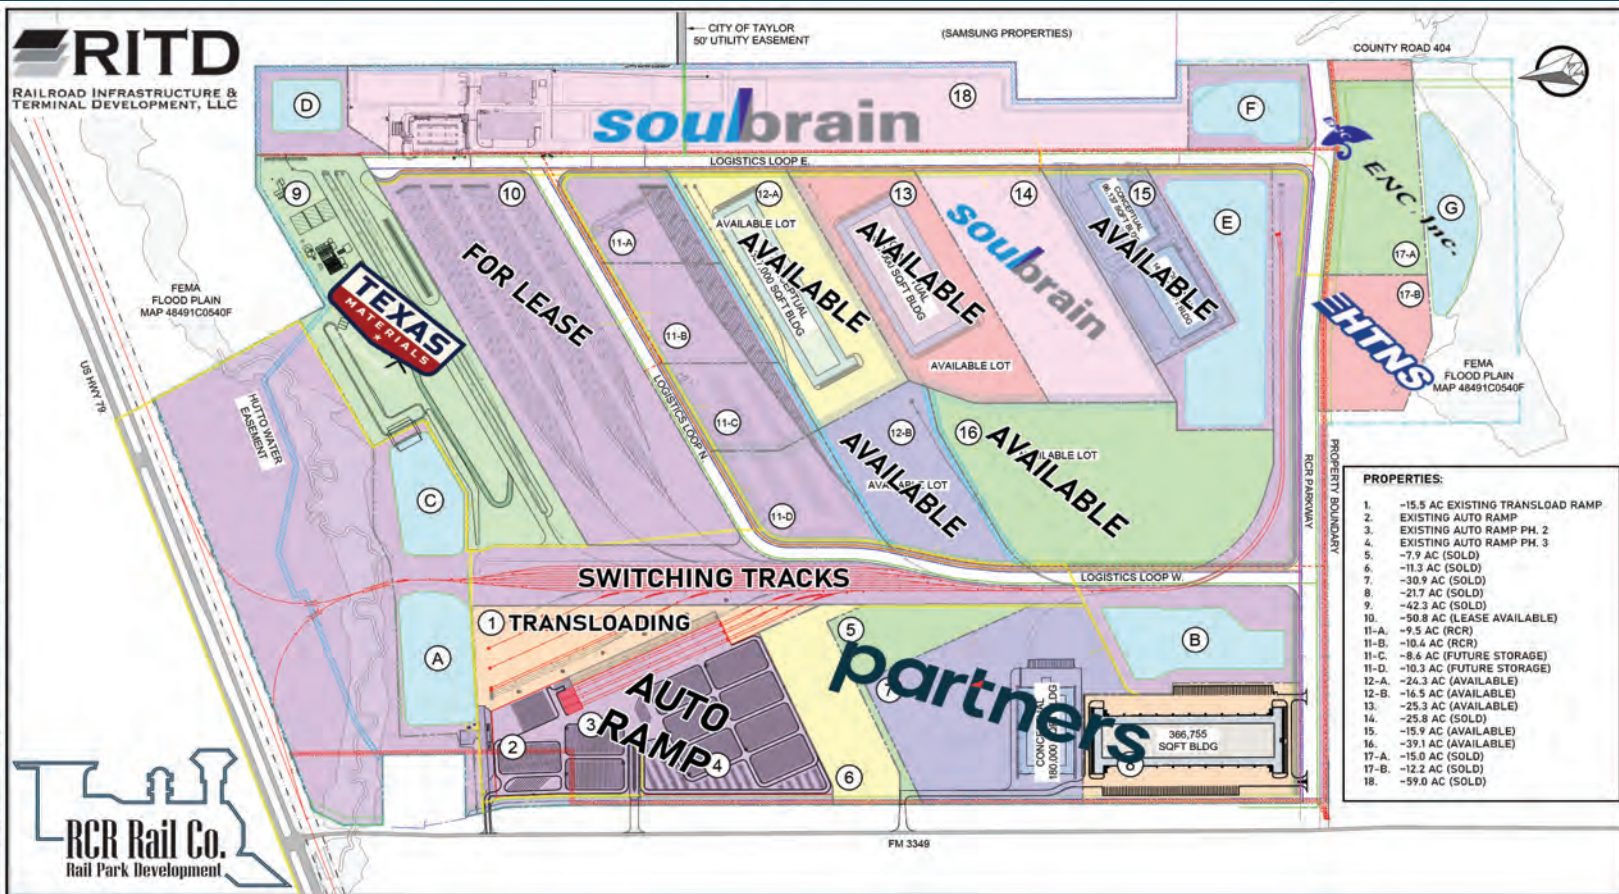 RITD
RAILROAD INFRASTRUCTURE &
TERMINAL DEVELOPMENT, LLC
CITY OF TAYLOR
50' UTILITY EASEMENT
(SAMSUNG PROPERTIES)
COUNTY ROAD 404
D
soulbrain
18
F
LOGISTICS LOOP E.
ENC
ENC, Inc.
9
10
11-A
12-A
AVAILABLE LOT
13
14
15
E
G
17-A
FOR LEASE
AVAILABLE
CONCEPTUAL
SQFT BLDG
AVAILABLE
SQFT BLDG
soulbrain
CONCEPTUAL
AVAILABLE
BLDG
FEMA
FLOOD PLAIN
MAP 48491C0540F
TEXAS
MATERIALS
11-B
AVAILABLE LOT
17-B
HTNS
FEMA
FLOOD PLAIN
MAP 48491C0540F
US HWY 79
HUTTO WATER
EASEMENT
LOGISTICS LOOP N.
11-C
12-B
AVAILABLE
16
AVAILABLE
C
11-D
RCR PARKWAY
PROPERTY BOUNDARY
SWITCHING TRACKS
LOGISTICS LOOP W.
1
TRANSLOADING
A
5
B
partners
AUTO
RAMP
2
3
4
6
366,755
SQFT BLDG
8
FM 3349
RCR Rail Co.
Rail Park Development
PROPERTIES:
1. ~15.5 AC EXISTING TRANSLOAD RAMP
2. EXISTING AUTO RAMP
3. EXISTING AUTO RAMP PH. 2
4. EXISTING AUTO RAMP PH. 3
5. ~7.9 AC (SOLD)
6. ~11.3 AC (SOLD)
7. ~30.9 AC (SOLD)
8. ~21.7 AC (SOLD)
9. ~42.3 AC (SOLD)
10. ~50.8 AC (LEASE AVAILABLE)
11-A. ~9.5 AC (RCR)
11-B. ~10.4 AC (RCR)
11-C. ~8.6 AC (FUTURE STORAGE)
11-D. ~10.3 AC (FUTURE STORAGE)
12-A. ~24.3 AC (AVAILABLE)
12-B. ~16.5 AC (AVAILABLE)
13. ~25.3 AC (AVAILABLE)
14. ~25.8 AC (SOLD)
15. ~15.9 AC (AVAILABLE)
16. ~39.1 AC (AVAILABLE)
17-A. ~15.0 AC (SOLD)
17-B. ~12.2 AC (SOLD)
18. ~59.0 AC (SOLD)